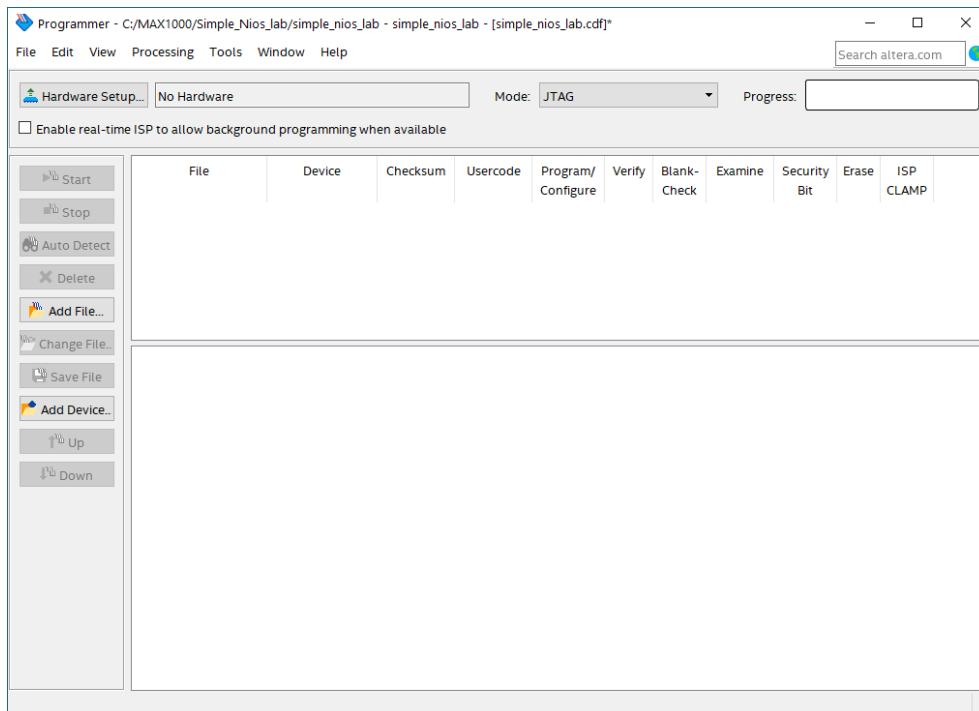 Programmer - C:/MAX1000/Simple_Nios_lab/simple_nios_lab - simple_nios_lab - [simple_nios_lab.cdf]*
File Edit View Processing Tools Window Help
Search altera.com
Hardware Setup... No Hardware Mode: JTAG Progress:
Enable real-time ISP to allow background programming when available
File Device Checksum Usercode Program/ Verify Blank- Examine Security Erase ISP
Configure Check Bit CLAMP
Start
Stop
Auto Detect
Delete
Add File...
Change File..
Save File
Add Device..
Up
Down